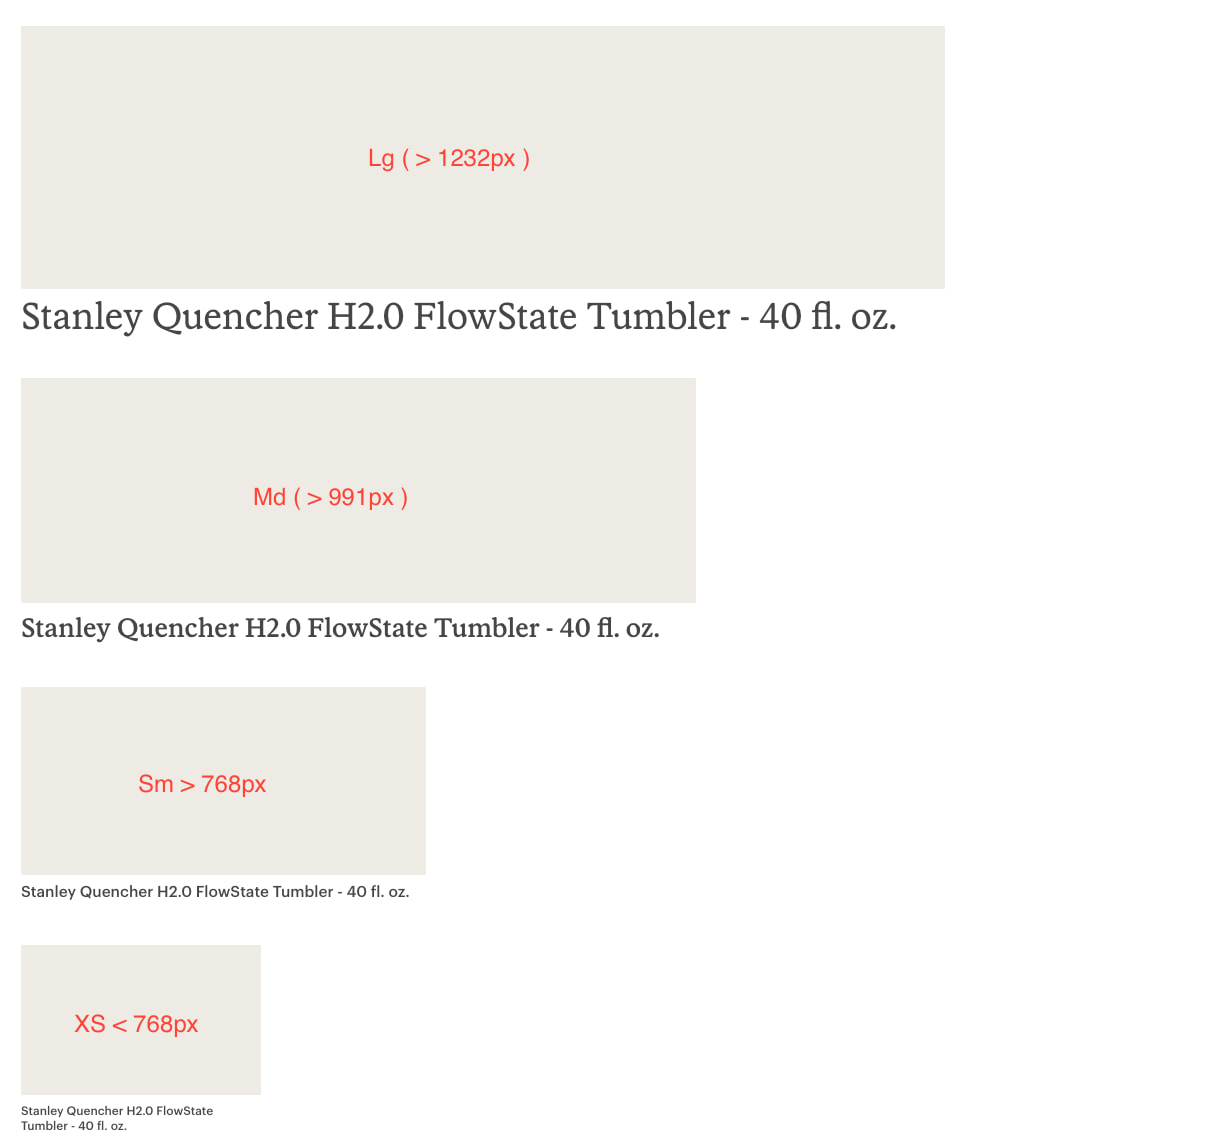 Lg ( > 1232px )
Stanley Quencher H2.0 FlowState Tumbler - 40 fl. oz.
Md ( > 991px )
Stanley Quencher H2.0 FlowState Tumbler - 40 fl. oz.
Sm > 768px
Stanley Quencher H2.0 FlowState Tumbler - 40 fl. oz.
XS < 768px
Stanley Quencher H2.0 FlowState
Tumbler - 40 fl. oz.